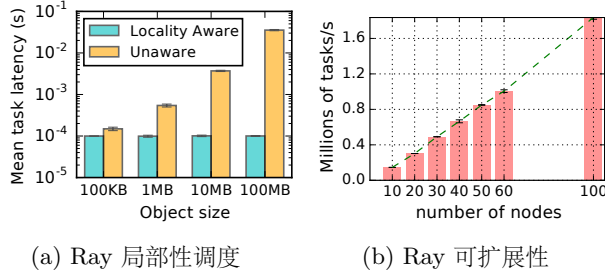 Mean task latency (s)
10^-1
10^-2
10^-3
10^-4
10^-5
Locality Aware
Unaware
100KB 1MB 10MB 100MB
Object size
(a) Ray 局部性调度
Millions of tasks/s
1.6
1.2
0.8
0.4
0.0
10 20 30 40 50 60 100
number of nodes
(b) Ray 可扩展性